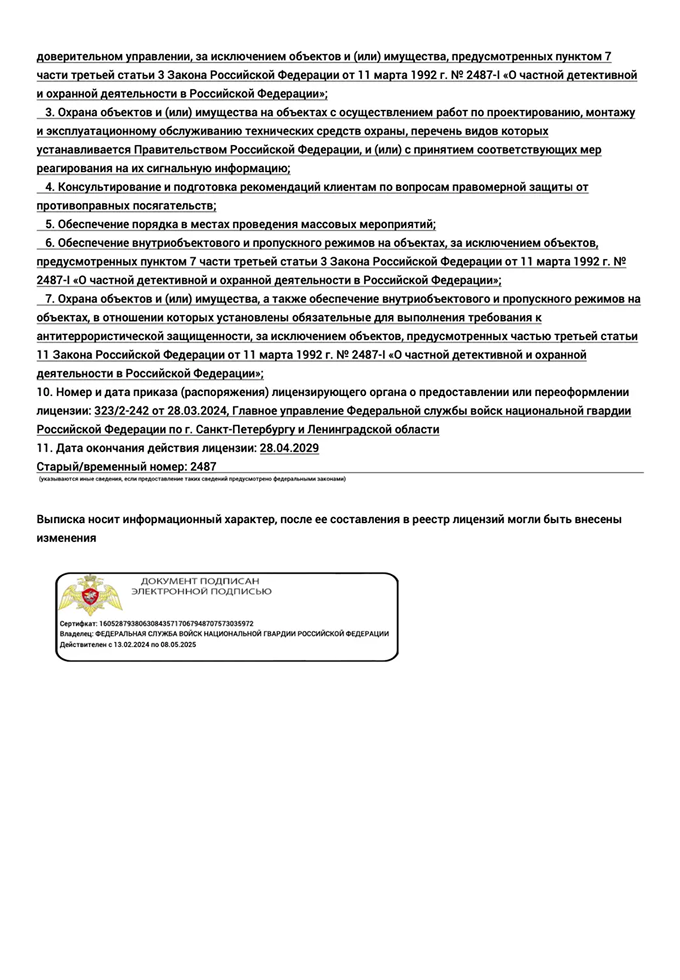 доверительном управлении, за исключением объектов и (или) имущества, предусмотренных пунктом 7
части третьей статьи 3 Закона Российской Федерации от 11 марта 1992 г. № 2487-I «О частной детективной
и охранной деятельности в Российской Федерации»;
3. Охрана объектов и (или) имущества на объектах с осуществлением работ по проектированию, монтажу
и эксплуатационному обслуживанию технических средств охраны, перечень видов которых
устанавливается Правительством Российской Федерации, и (или) с принятием соответствующих мер
реагирования на их сигнальную информацию;
4. Консультирование и подготовка рекомендаций клиентам по вопросам правомерной защиты от
противоправных посягательств;
5. Обеспечение порядка в местах проведения массовых мероприятий;
6. Обеспечение внутриобъектового и пропускного режимов на объектах, за исключением объектов,
предусмотренных пунктом 7 части третьей статьи 3 Закона Российской Федерации от 11 марта 1992 г. №
2487-I «О частной детективной и охранной деятельности в Российской Федерации»;
7. Охрана объектов и (или) имущества, а также обеспечение внутриобъектового и пропускного режимов на
объектах, в отношении которых установлены обязательные для выполнения требования к
антитеррористической защищенности, за исключением объектов, предусмотренных частью третьей статьи
11 Закона Российской Федерации от 11 марта 1992 г. № 2487-I «О частной детективной и охранной
деятельности в Российской Федерации»;
10. Номер и дата приказа (распоряжения) лицензирующего органа о предоставлении или переоформлении
лицензии: 323/2-242 от 28.03.2024, Главное управление Федеральной службы войск национальной гвардии
Российской Федерации по г. Санкт-Петербургу и Ленинградской области
11. Дата окончания действия лицензии: 28.04.2029
Старый/временный номер: 2487
(указываются иные сведения, если предоставление таких сведений предусмотрено федеральными законами)
Выписка носит информационный характер, после ее составления в реестр лицензий могли быть внесены
изменения
ДОКУМЕНТ ПОДПИСАН
ЭЛЕКТРОННОЙ ПОДПИСЬЮ
Сертификат: 160528793806308435717067948707573035972
Владелец: ФЕДЕРАЛЬНАЯ СЛУЖБА ВОЙСК НАЦИОНАЛЬНОЙ ГВАРДИИ РОССИЙСКОЙ ФЕДЕРАЦИИ
Действителен с 13.02.2024 по 08.05.2025